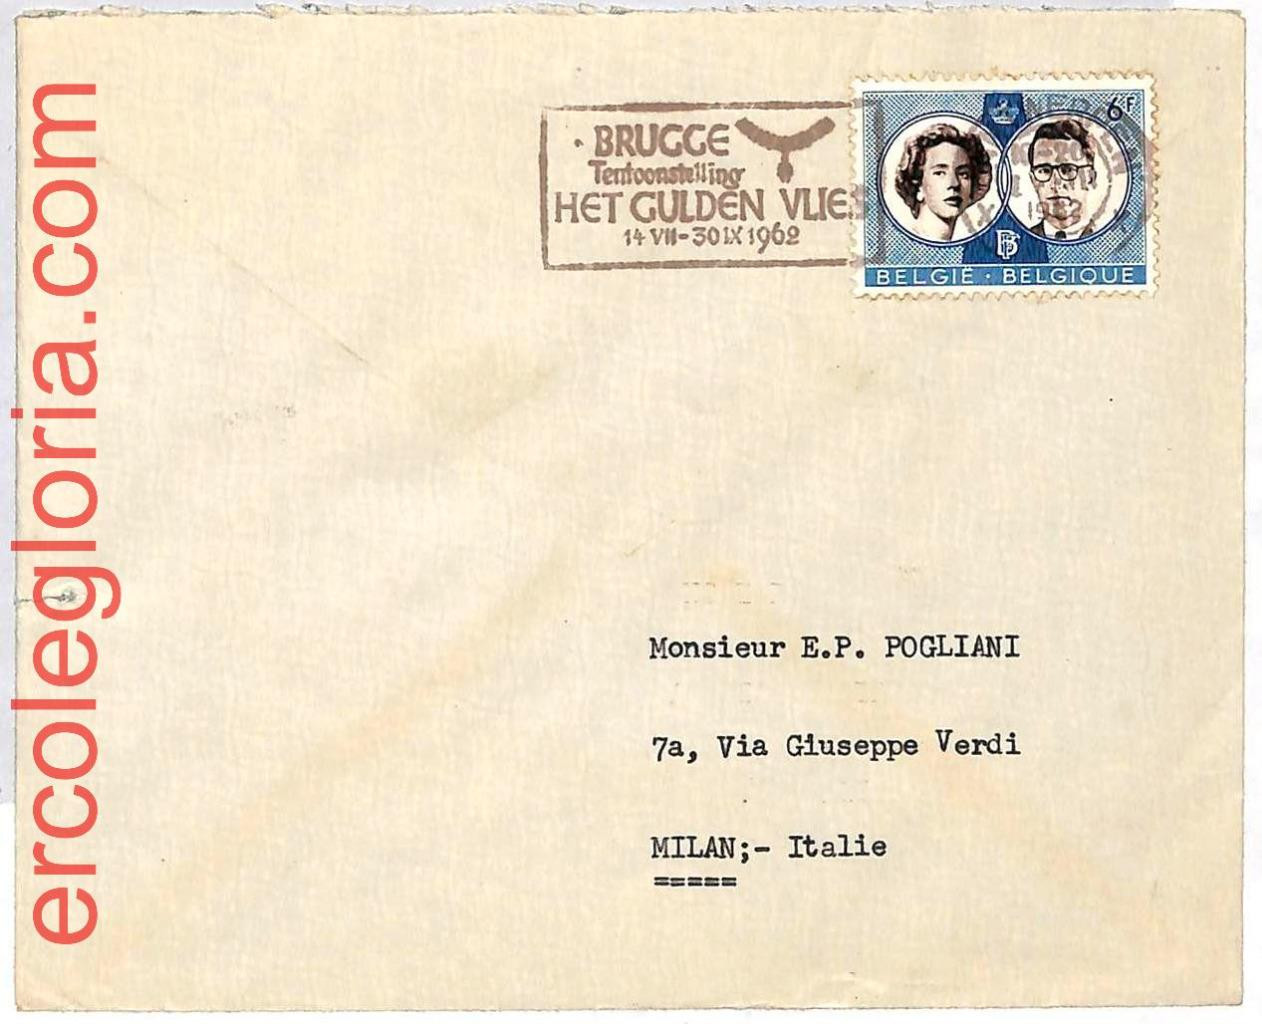 ercolegloria.com
· BRUGGE
Tentoonstelling
HET GULDEN VLIES
14 VII-30 IX 1962
6F
1962
BELGIË · BELGIQUE
Monsieur E.P. POGLIANI
7a, Via Giuseppe Verdi
MILAN;- Italie
=====